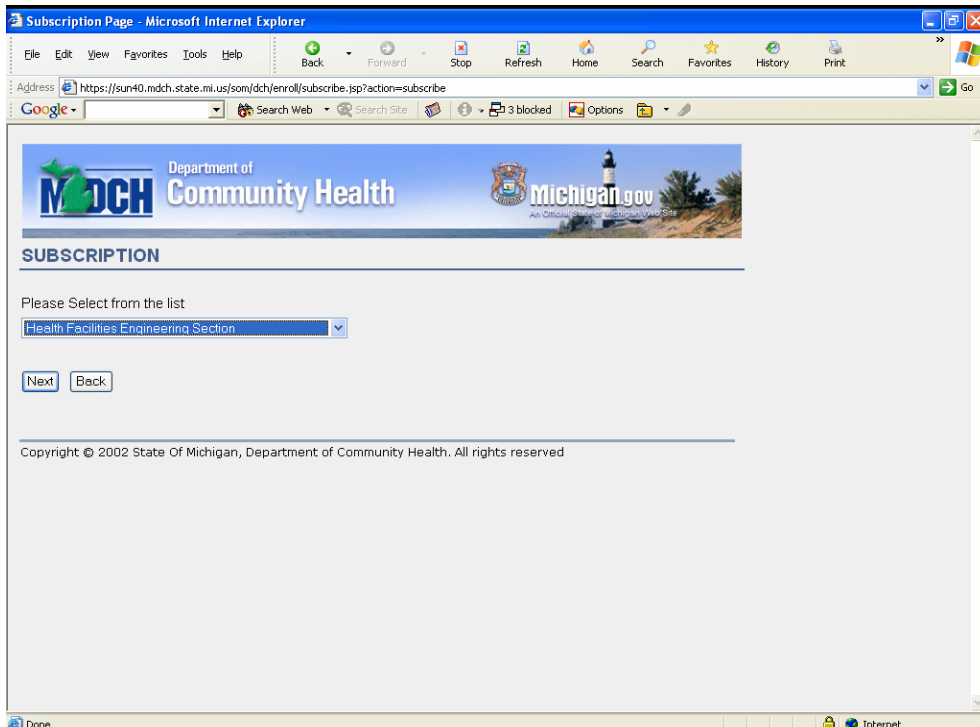 Subscription Page - Microsoft Internet Explorer
File Edit View Favorites Tools Help Back Forward Stop Refresh Home Search Favorites History Print »
Address https://sun40.mdch.state.mi.us/som/dch/enroll/subscribe.jsp?action=subscribe Go
Google Search Web Search Site 3 blocked Options
MDCH Department of Community Health Michigan.gov
An Official State of Michigan Web Site
SUBSCRIPTION
Please Select from the list
Health Facilities Engineering Section
Next Back
Copyright © 2002 State Of Michigan, Department of Community Health. All rights reserved
Done Internet